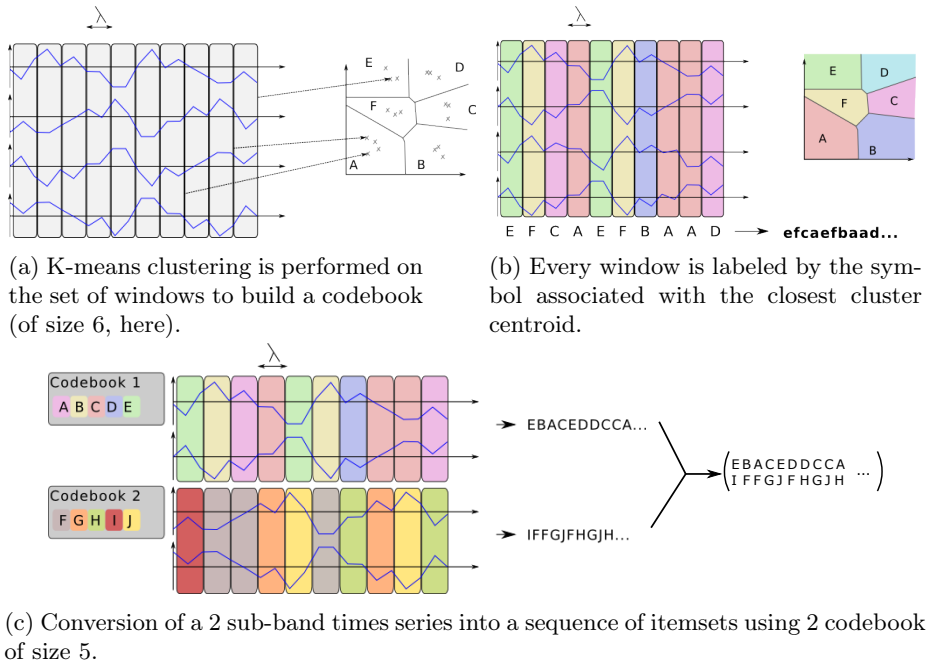 λ
E
D
F
C
A
B
(a) K-means clustering is performed on
the set of windows to build a codebook
(of size 6, here).
λ
E F C A E F B A A D
efcaefbaad...
E
D
F
C
A
B
(b) Every window is labeled by the sym-
bol associated with the closest cluster
centroid.
λ
Codebook 1
A B C D E
EBACEDDCCA...
Codebook 2
F G H I J
IFFGJFHGJH...
(EBACEDDCCA
IFFGJFHGJH ... )
(c) Conversion of a 2 sub-band times series into a sequence of itemsets using 2 codebook
of size 5.